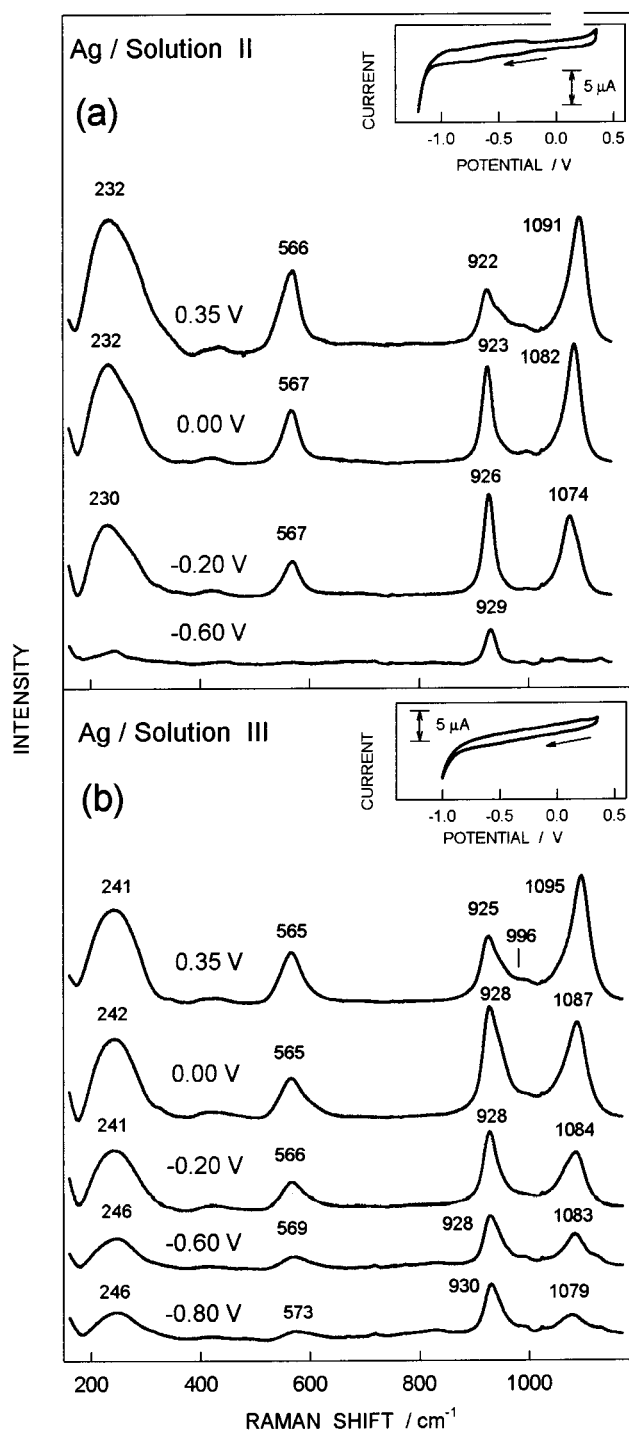 Ag / Solution II
(a)
CURRENT
5 μA
-1.0 -0.5 0.0 0.5
POTENTIAL / V
232 566 922 1091
0.35 V
232 567 923 1082
0.00 V
230 567 926 1074
-0.20 V
929
-0.60 V
INTENSITY
Ag / Solution III
(b)
CURRENT
5 μA
-1.0 -0.5 0.0 0.5
POTENTIAL / V
241 565 925 996 1095
0.35 V
242 565 928 1087
0.00 V
241 566 928 1084
-0.20 V
246 569 928 1083
-0.60 V
246 573 930 1079
-0.80 V
200 400 600 800 1000
RAMAN SHIFT / cm⁻¹